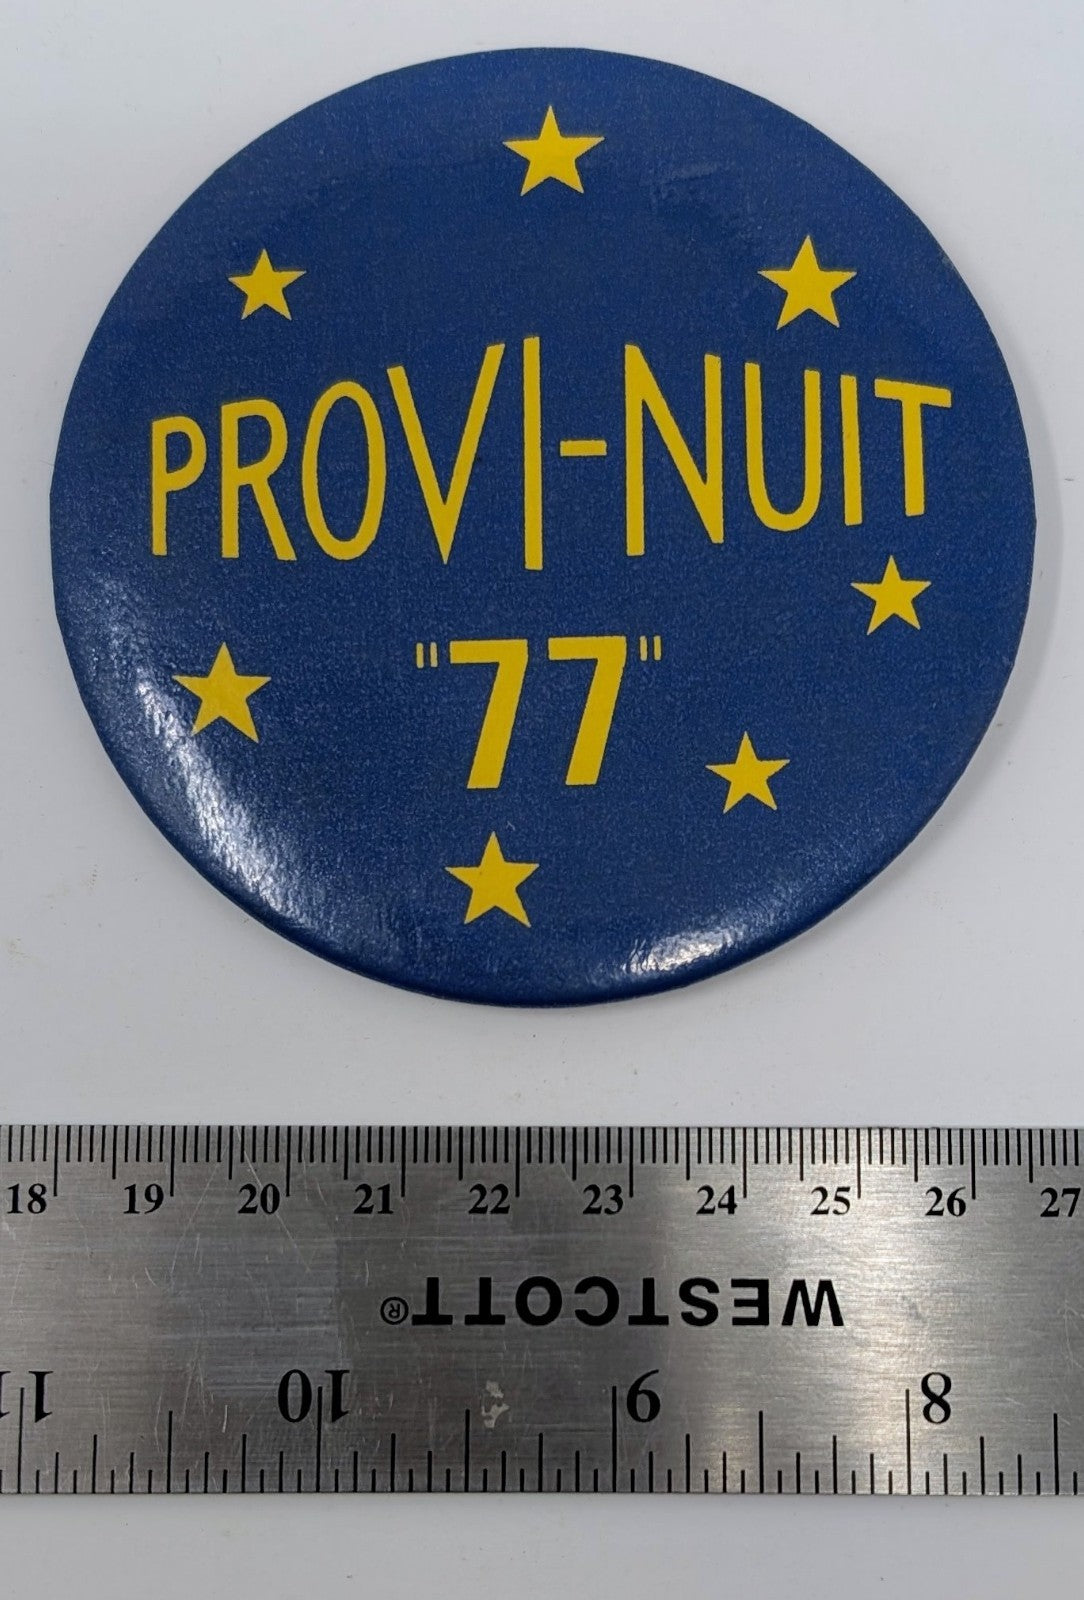 PROVI-NUIT
"77"
18 19 20 21 22 23 24 25 26 27
WESTCOTT®
11 10 9 8